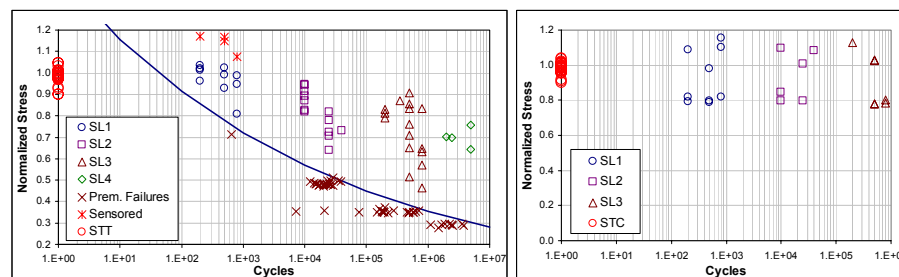 Normalized Stress
1.2
1.1
1.0
0.9
0.8
0.7
0.6
0.5
0.4
0.3
0.2
SL1
SL2
SL3
SL4
Prem. Failures
Sensored
STT
1.E+00 1.E+01 1.E+02 1.E+03 1.E+04 1.E+05 1.E+06 1.E+07
Cycles
Normalized Stress
1.2
1.0
0.8
0.6
0.4
0.2
0.0
SL1
SL2
SL3
STC
1.E+00 1.E+01 1.E+02 1.E+03 1.E+04 1.E+05 1.E+06
Cycles